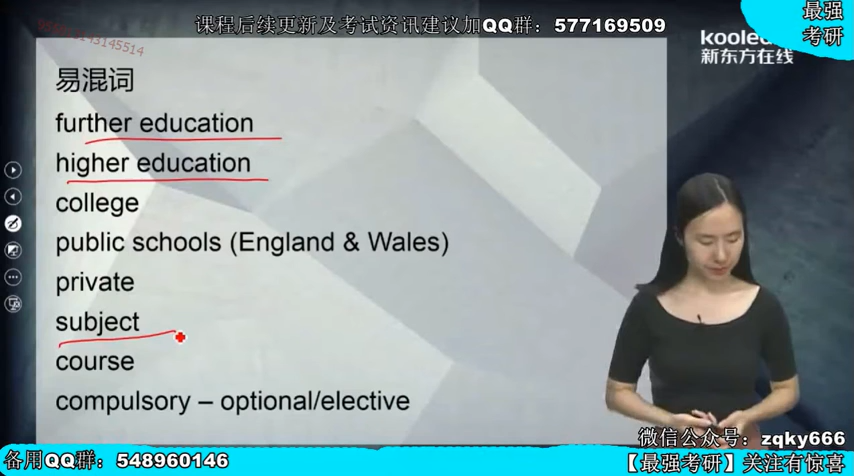 课程后续更新及考试资讯建议加QQ群：577169509
最强
考研
新东方在线
易混词
further education
higher education
college
public schools (England & Wales)
private
subject
course
compulsory – optional/elective
微信公众号：zqky666
备用QQ群：548960146
【最强考研】关注有惊喜